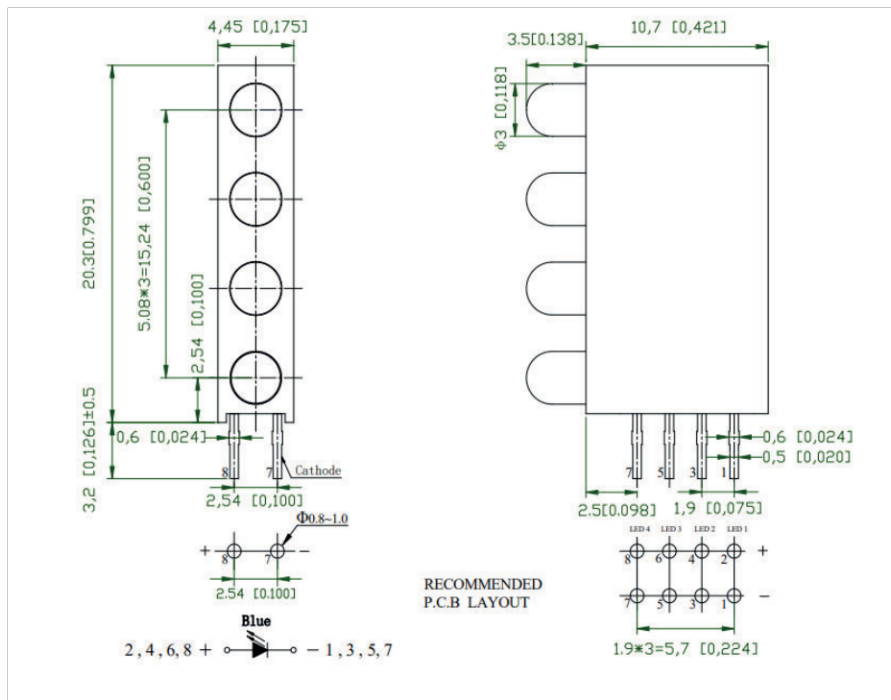 4,45 [0,175]
20.3[0.799]
5.08*3=15,24 [0,600]
2,54 [0,100]
3,2 [0,126]±0.5
0,6 [0,024]
8
7
Cathode
2,54 [0,100]
Φ0.8~1.0
+ 8 7 −
2.54 [0.100]
Blue
2,4,6,8 + − 1,3,5,7
10,7 [0,421]
3.5[0.138]
Φ3 [0,118]
0,6 [0,024]
0,5 [0,020]
7 5 3 1
2.5[0.098]
1,9 [0,075]
LED 4 LED 3 LED 2 LED 1
8 6 4 2 +
7 5 3 1 −
1.9*3=5,7 [0,224]
RECOMMENDED
P.C.B LAYOUT